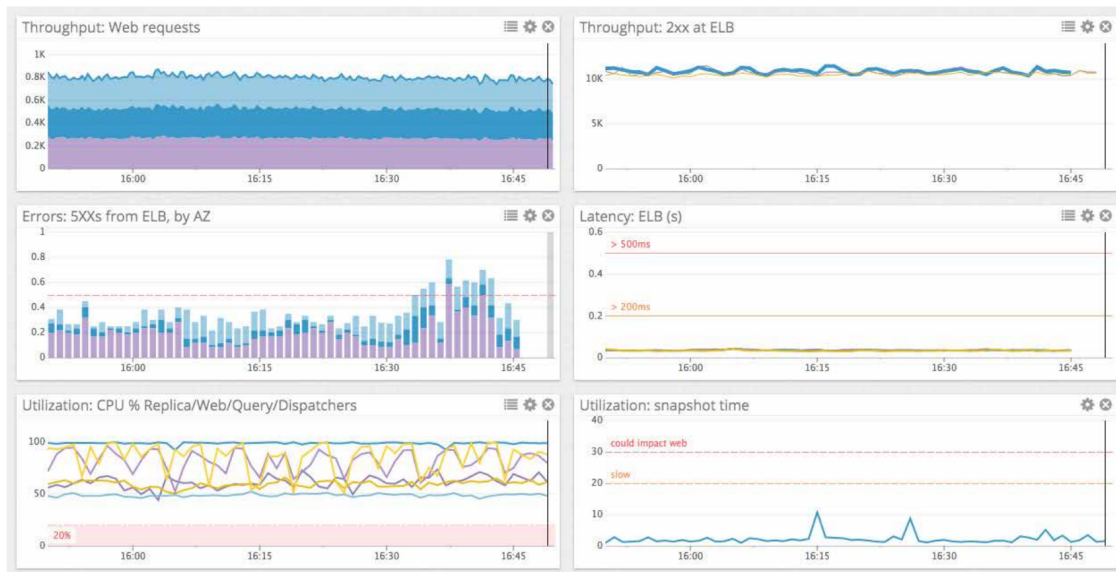 Throughput: Web requests
1K
0.8K
0.6K
0.4K
0.2K
0
16:00 16:15 16:30 16:45
Throughput: 2xx at ELB
10K
5K
0
16:00 16:15 16:30 16:45
Errors: 5XXs from ELB, by AZ
1
0.8
0.6
0.4
0.2
0
16:00 16:15 16:30 16:45
Latency: ELB (s)
0.6
> 500ms
0.4
> 200ms
0.2
0
16:00 16:15 16:30 16:45
Utilization: CPU % Replica/Web/Query/Dispatchers
100
50
20%
0
16:00 16:15 16:30 16:45
Utilization: snapshot time
40
could impact web
30
slow
20
10
0
16:00 16:15 16:30 16:45